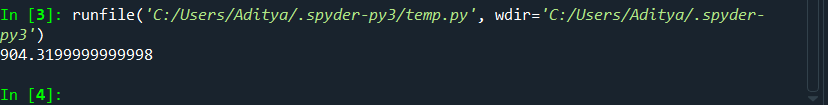 In [3]: runfile('C:/Users/Aditya/.spyder-py3/temp.py', wdir='C:/Users/Aditya/.spyder-
py3')
904.3199999999998
In [4]: